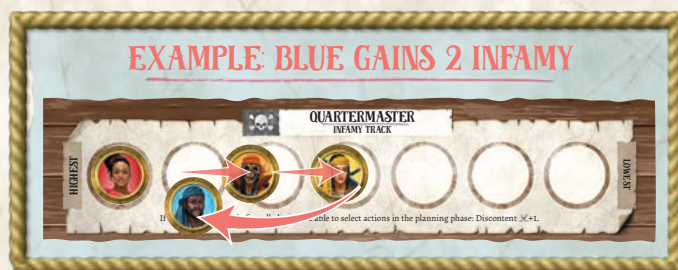 EXAMPLE: BLUE GAINS 2 INFAMY
QUARTERMASTER
INFAMY TRACK
HIGHEST
LOWEST
If able to select actions in the planning phase: Discontent +1.